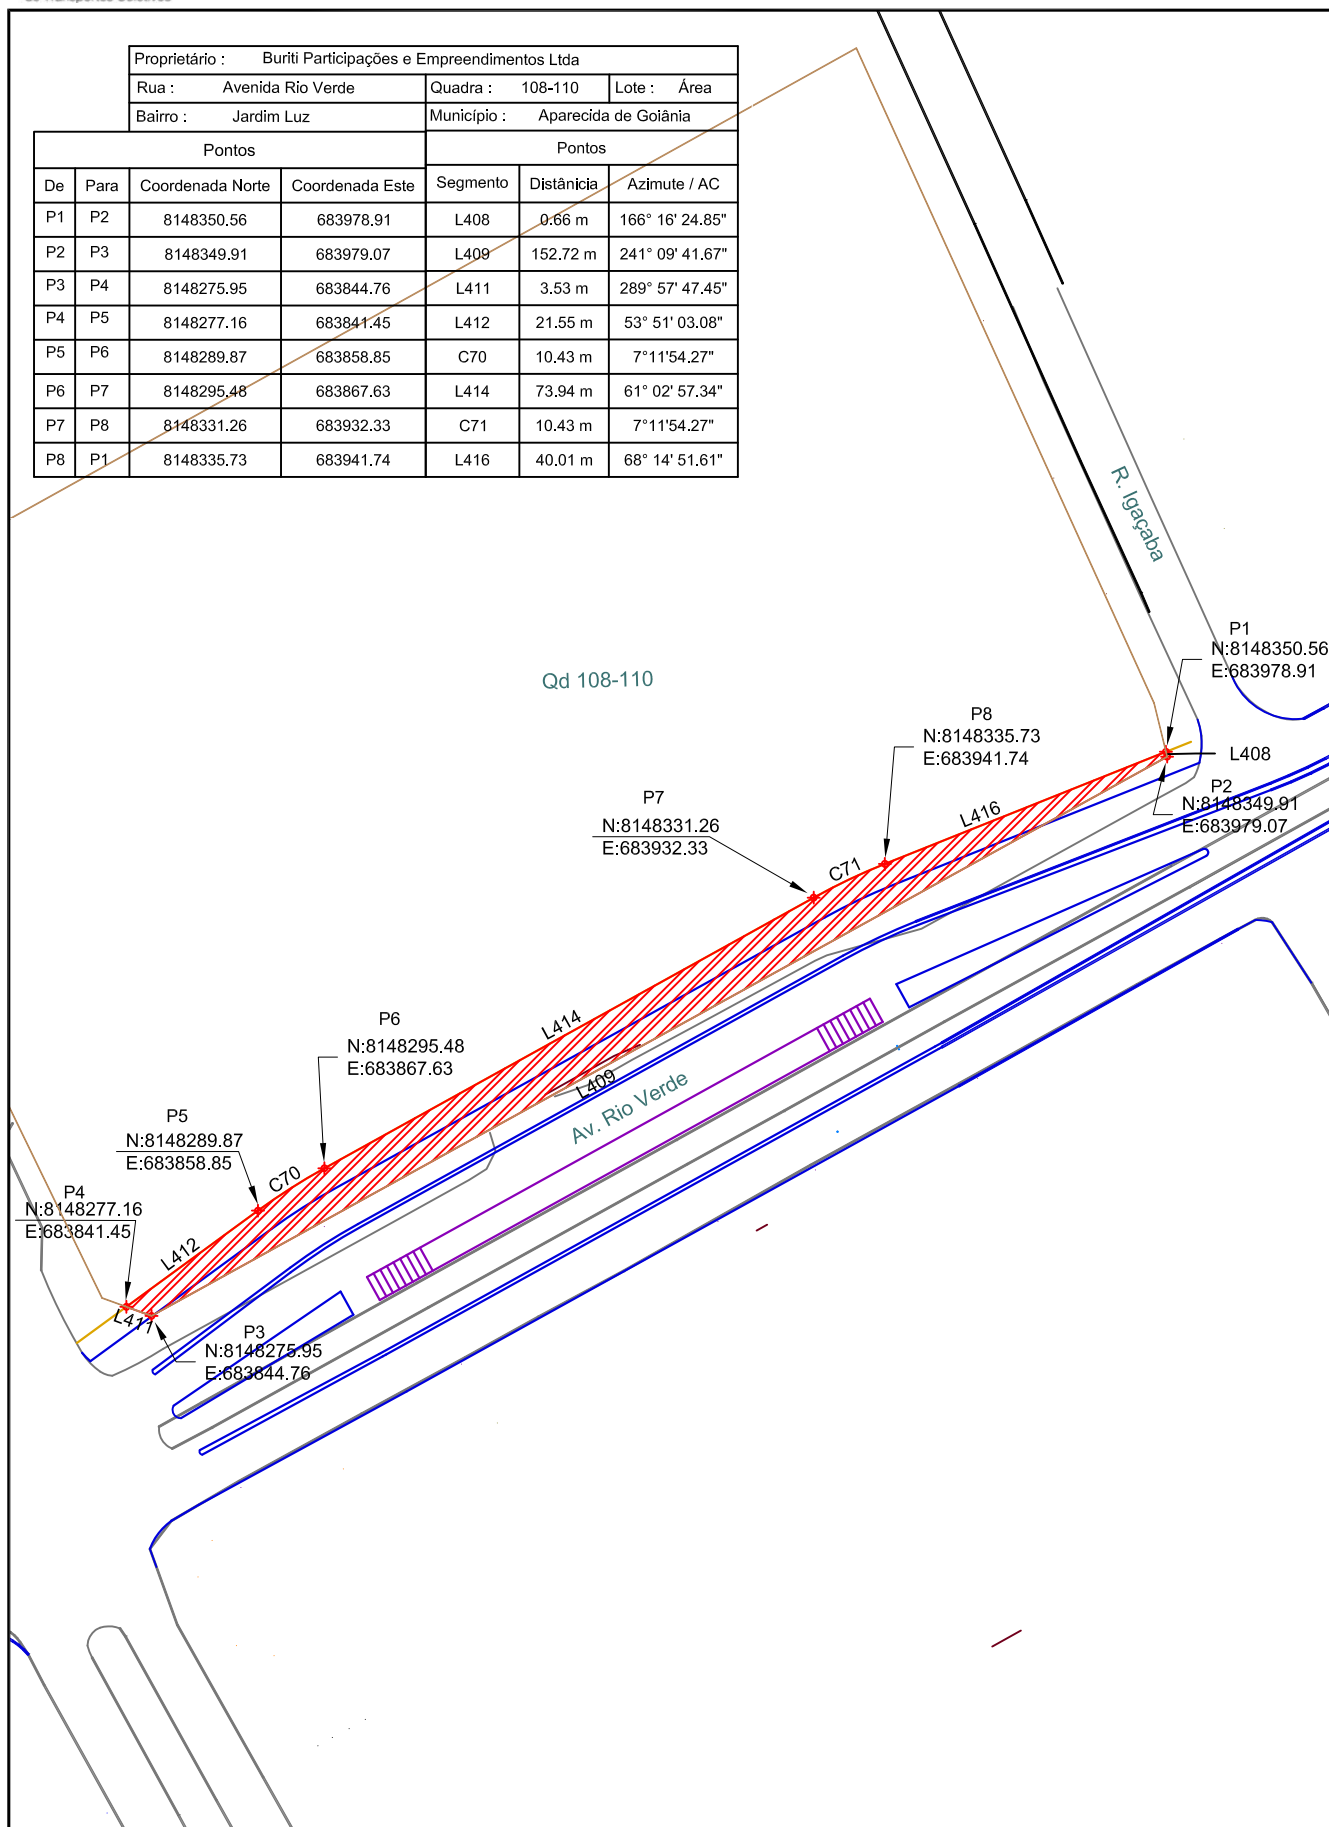 Proprietário : Buriti Participações e Empreendimentos Ltda
Rua : Avenida Rio Verde Quadra : 108-110 Lote : Área
Bairro : Jardim Luz Município : Aparecida de Goiânia
Pontos Pontos
De Para Coordenada Norte Coordenada Este Segmento Distânicia Azimute / AC
P1 P2 8148350.56 683978.91 L408 0.66 m 166° 16' 24.85"
P2 P3 8148349.91 683979.07 L409 152.72 m 241° 09' 41.67"
P3 P4 8148275.95 683844.76 L411 3.53 m 289° 57' 47.45"
P4 P5 8148277.16 683841.45 L412 21.55 m 53° 51' 03.08"
P5 P6 8148289.87 683858.85 C70 10.43 m 7°11'54.27"
P6 P7 8148295.48 683867.63 L414 73.94 m 61° 02' 57.34"
P7 P8 8148331.26 683932.33 C71 10.43 m 7°11'54.27"
P8 P1 8148335.73 683941.74 L416 40.01 m 68° 14' 51.61"
R. Igaçaba
P1
N:8148350.56
E:683978.91
Qd 108-110
P8
N:8148335.73
E:683941.74
L408
P2
N:8148349.91
E:683979.07
P7
N:8148331.26
E:683932.33
L416
C71
P6
N:8148295.48
E:683867.63
L414
L409
Av. Rio Verde
P5
N:8148289.87
E:683858.85
C70
P4
N:8148277.16
E:683841.45
L412
L411
P3
N:8148275.95
E:683844.76